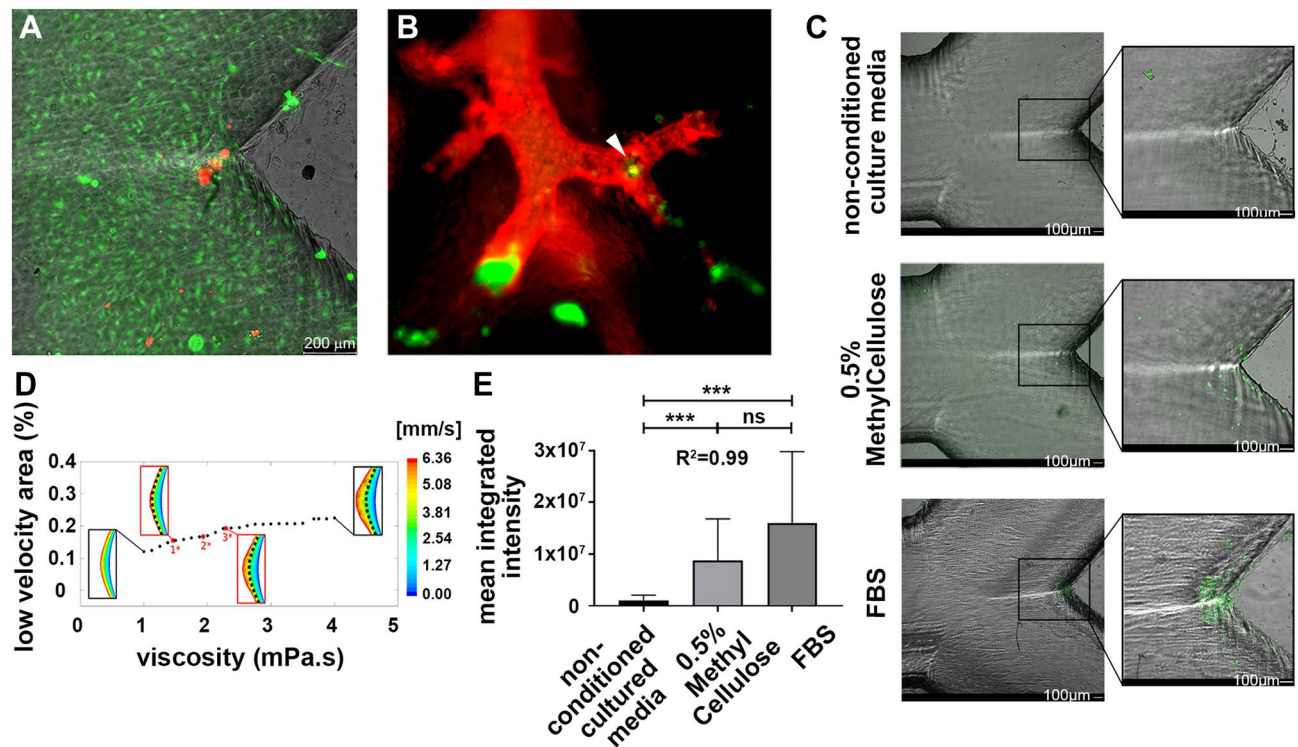 A
200 µm
B
C
non-conditioned
culture media
100µm
100µm
0.5%
MethylCellulose
100µm
100µm
FBS
100µm
100µm
D
low velocity area (%)
0.4
0.3
0.2
0.1
0
0
1
2
3
4
5
viscosity (mPa.s)
1*
2*
3*
[mm/s]
6.36
5.08
2.54
3.81
1.27
0.00
E
***
***
ns
R²=0.99
mean integrated
intensity
3x10⁷
2x10⁷
1x10⁷
0
non-
conditioned
cultured
media
0.5%
Methyl
Cellulose
FBS